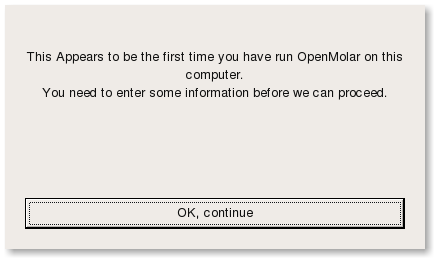 This Appears to be the first time you have run OpenMolar on this
computer.
You need to enter some information before we can proceed.
OK, continue